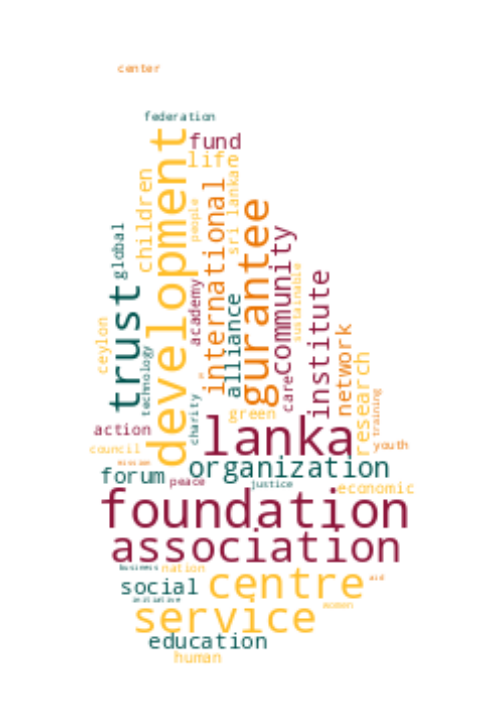 center
federation
fund
life
development
children
people
sri lankan
international
gurantee
global
trust
academy
alliance
community
sustainable
institute
ceylon
technology
charity
care
network
research
training
green
lanka
action
youth
council
mission
organization
forum
peace
justice
economic
foundation
association
business
nation
centre
aid
social
initiative
women
service
education
human